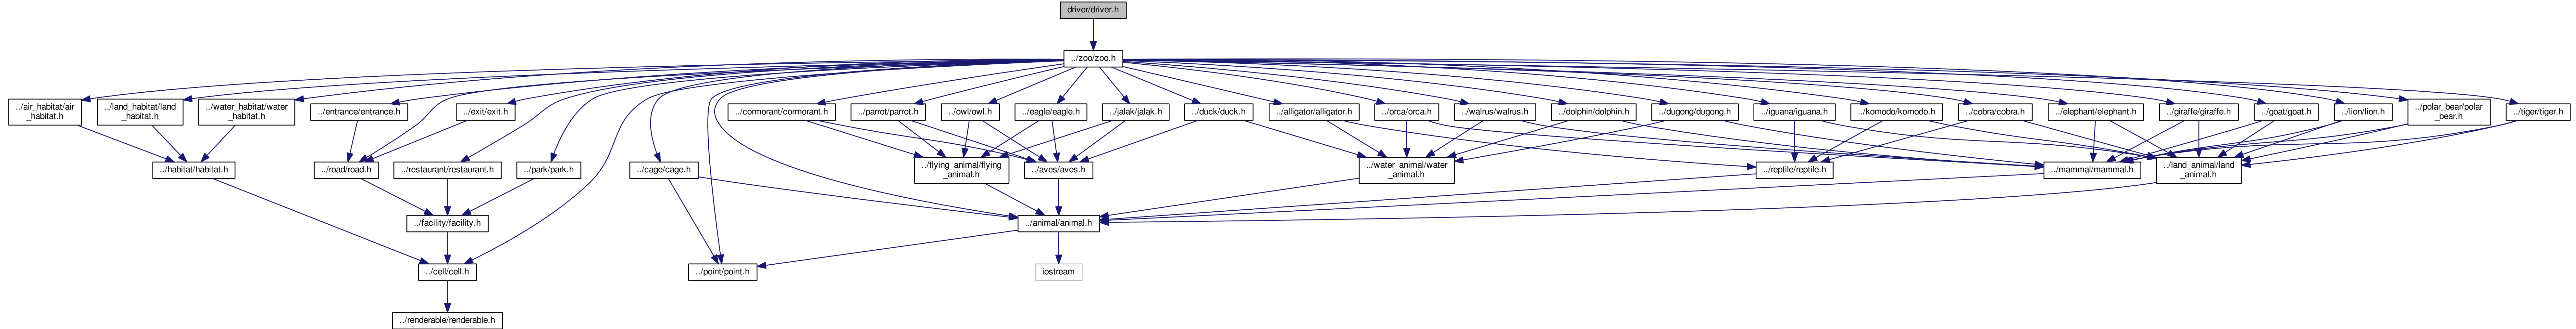 driver/driver.h
../zoo/zoo.h
../air_habitat/air
_habitat.h
../land_habitat/land
_habitat.h
../water_habitat/water
_habitat.h
../entrance/entrance.h
../exit/exit.h
../cormorant/cormorant.h
../parrot/parrot.h
../owl/owl.h
../eagle/eagle.h
../jalak/jalak.h
../duck/duck.h
../alligator/alligator.h
../orca/orca.h
../walrus/walrus.h
../dolphin/dolphin.h
../dugong/dugong.h
../iguana/iguana.h
../komodo/komodo.h
../cobra/cobra.h
../elephant/elephant.h
../giraffe/giraffe.h
../goat/goat.h
../lion/lion.h
../polar_bear/polar
_bear.h
../tiger/tiger.h
../habitat/habitat.h
../road/road.h
../restaurant/restaurant.h
../park/park.h
../cage/cage.h
../flying_animal/flying
_animal.h
../aves/aves.h
../water_animal/water
_animal.h
../reptile/reptile.h
../mammal/mammal.h
../land_animal/land
_animal.h
../facility/facility.h
../animal/animal.h
../cell/cell.h
../point/point.h
iostream
../renderable/renderable.h